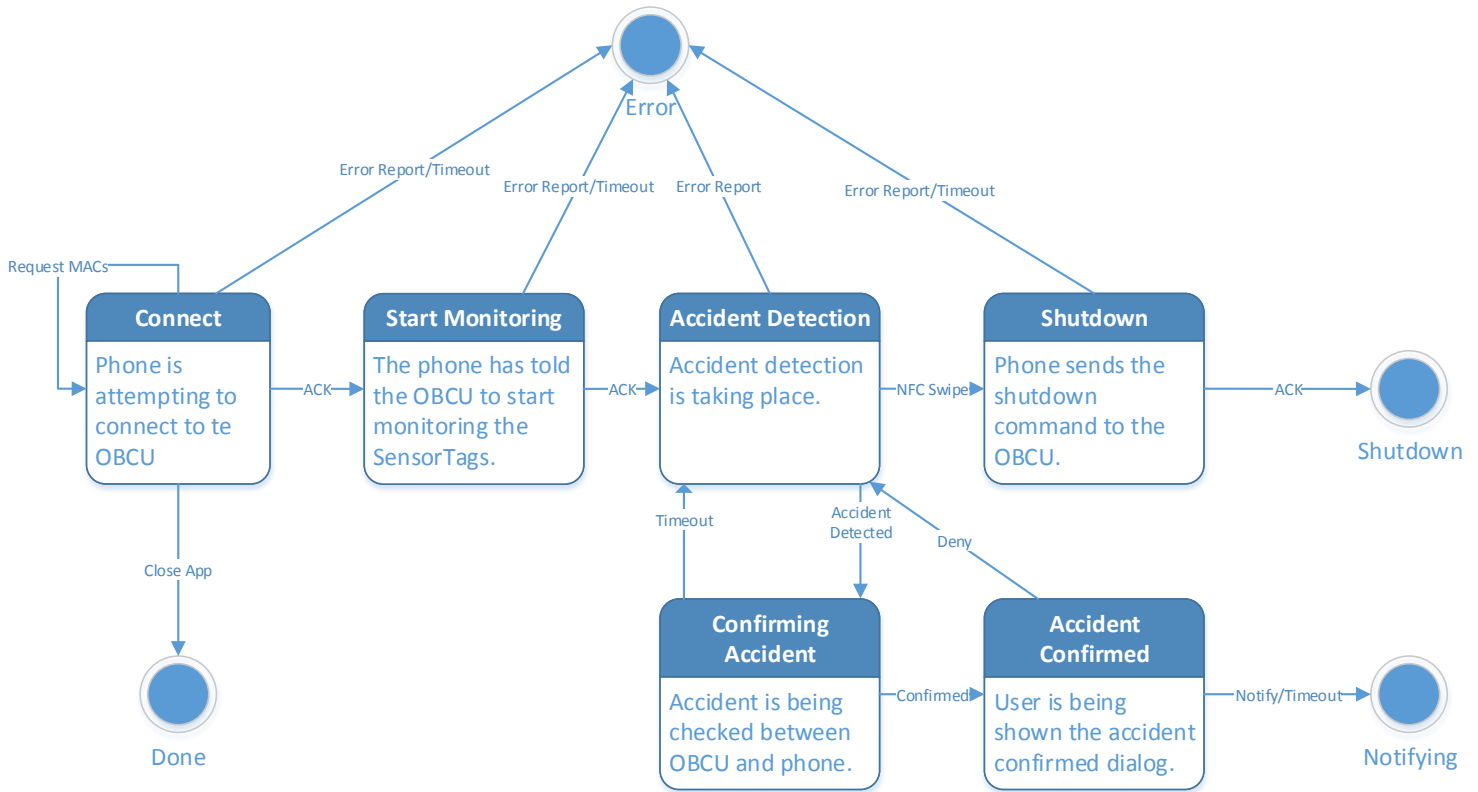 Error
Error Report/Timeout
Error Report/Timeout
Error Report
Error Report/Timeout
Request MACs
Connect
Phone is
attempting to
connect to te
OBCU
ACK
Start Monitoring
The phone has told
the OBCU to start
monitoring the
SensorTags.
ACK
Accident Detection
Accident detection
is taking place.
NFC Swipe
Shutdown
Phone sends the
shutdown
command to the
OBCU.
ACK
Shutdown
Close App
Done
Timeout
Accident
Detected
Deny
Confirming
Accident
Accident is being
checked between
OBCU and phone.
Confirmed
Accident
Confirmed
User is being
shown the accident
confirmed dialog.
Notify/Timeout
Notifying